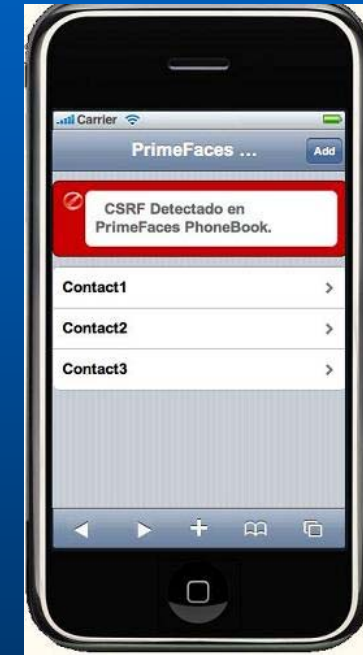 Carrier
PrimeFaces ...
Add
CSRF Detectado en
PrimeFaces PhoneBook.
Contact1
Contact2
Contact3